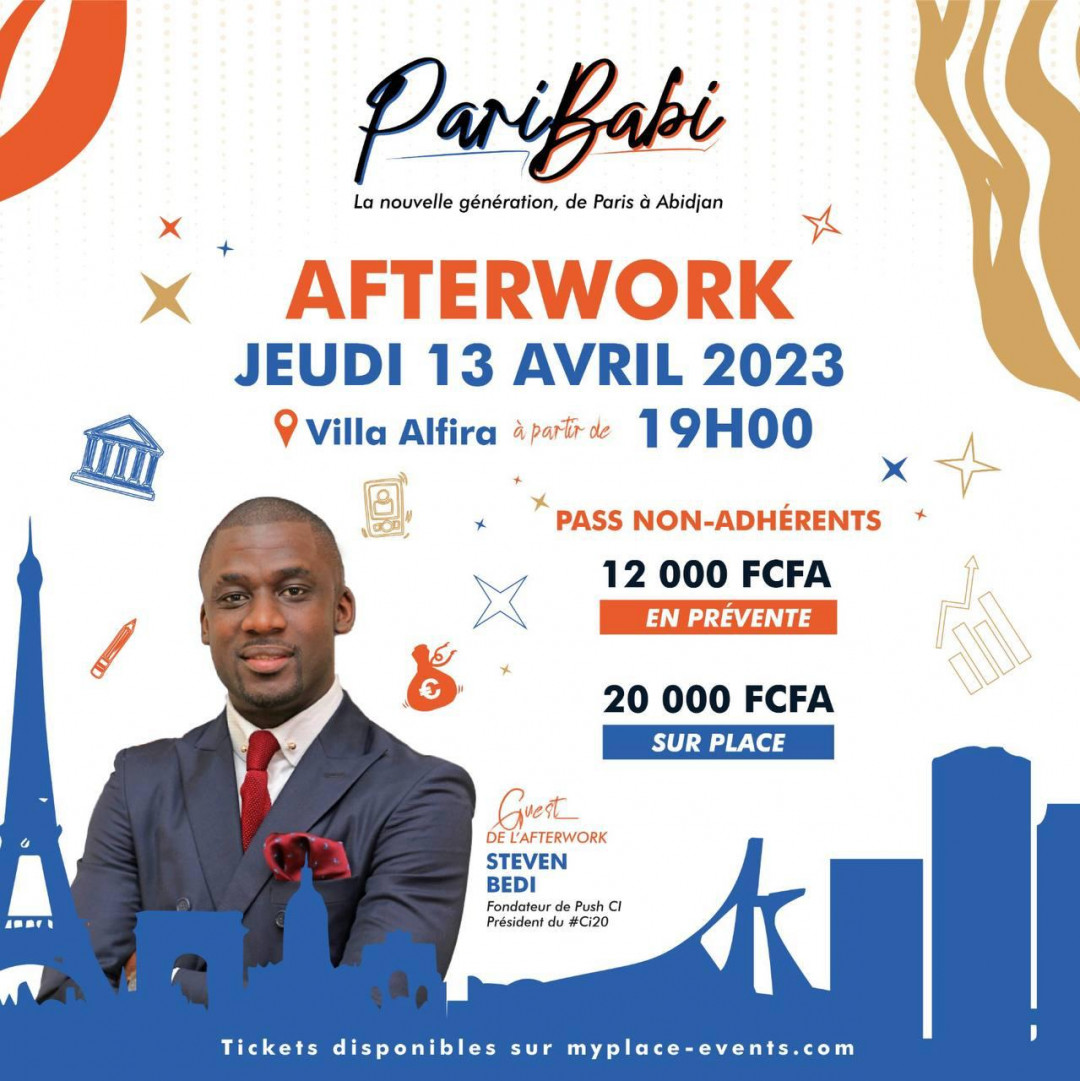 PariBabi
La nouvelle génération, de Paris à Abidjan
AFTERWORK
JEUDI 13 AVRIL 2023
Villa Alfira à partir de 19H00
PASS NON-ADHÉRENTS
12 000 FCFA
EN PRÉVENTE
20 000 FCFA
SUR PLACE
Guest
DE L'AFTERWORK
STEVEN
BEDI
Fondateur de Push CI
Président du #Ci20
Tickets disponibles sur myplace-events.com